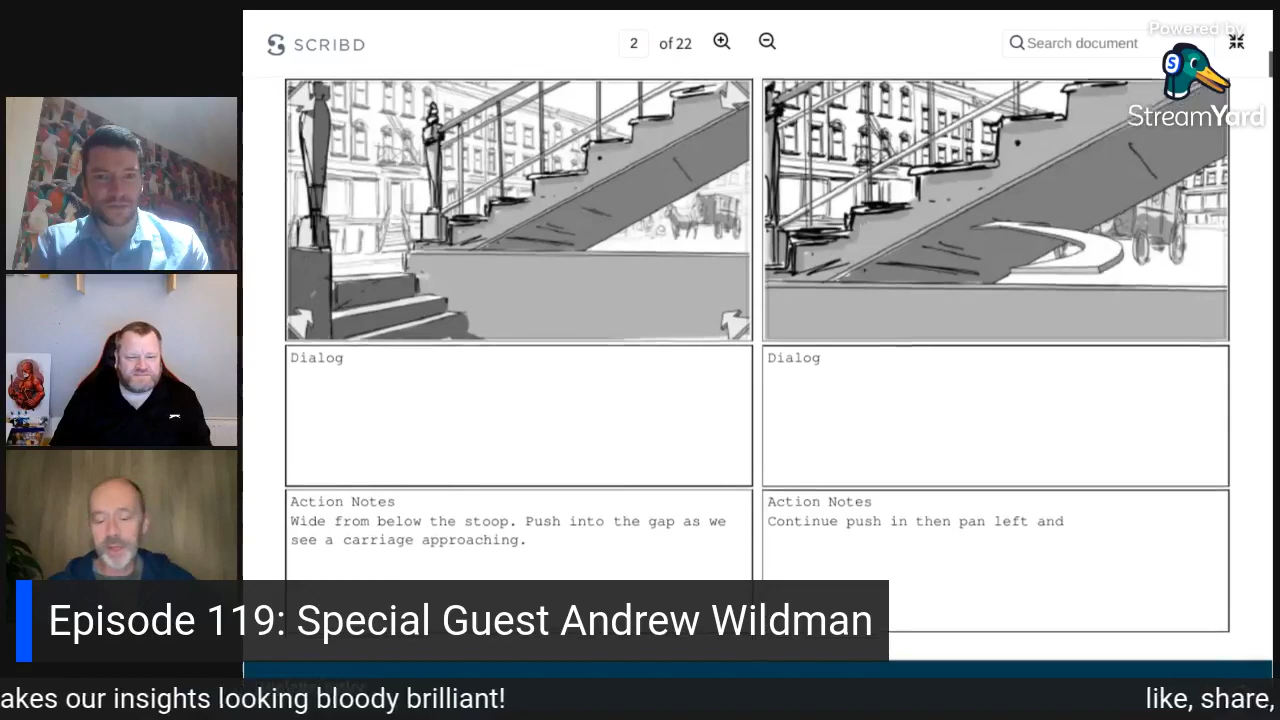 Powered by
SCRIBD
2 of 22
Search document
S
StreamYard
Dialog
Dialog
Action Notes
Wide from below the stoop. Push into the gap as we
see a carriage approaching.
Action Notes
Continue push in then pan left and
Episode 119: Special Guest Andrew Wildman
akes our insights looking bloody brilliant!
like, share,